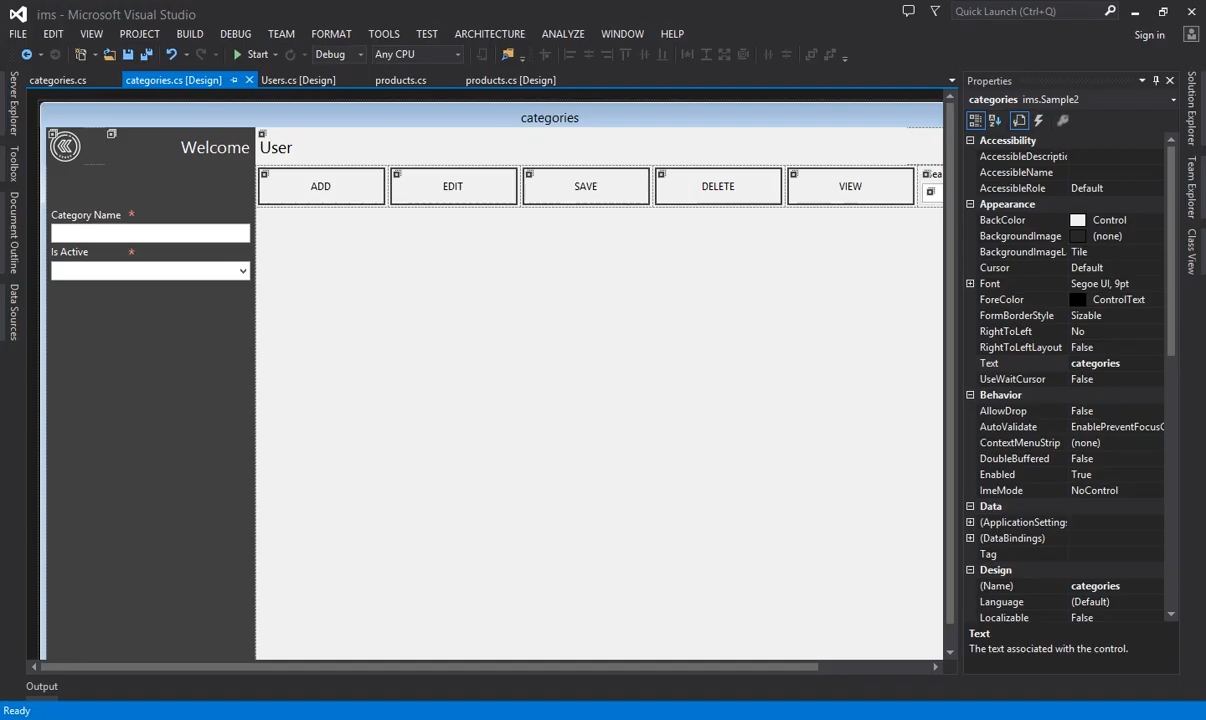 ims - Microsoft Visual Studio
Quick Launch (Ctrl+Q)
FILE EDIT VIEW PROJECT BUILD DEBUG TEAM FORMAT TOOLS TEST ARCHITECTURE ANALYZE WINDOW HELP
Sign in
Start Debug Any CPU
categories.cs categories.cs [Design] Users.cs [Design] products.cs products.cs [Design]
Server Explorer
Toolbox
Document Outline
Data Sources
categories
Welcome User
ADD EDIT SAVE DELETE VIEW
Category Name *
Is Active *
Properties
categories ims.Sample2
Accessibility
AccessibleDescriptic
AccessibleName
AccessibleRole Default
Appearance
BackColor Control
BackgroundImage (none)
BackgroundImageL Tile
Cursor Default
Font Segoe UI, 9pt
ForeColor ControlText
FormBorderStyle Sizable
RightToLeft No
RightToLeftLayout False
Text categories
UseWaitCursor False
Behavior
AllowDrop False
AutoValidate EnablePreventFocusC
ContextMenuStrip (none)
DoubleBuffered False
Enabled True
ImeMode NoControl
Data
(ApplicationSettings
(DataBindings)
Tag
Design
(Name) categories
Language (Default)
Localizable False
Text
The text associated with the control.
Solution Explorer
Team Explorer
Class View
Output
Ready